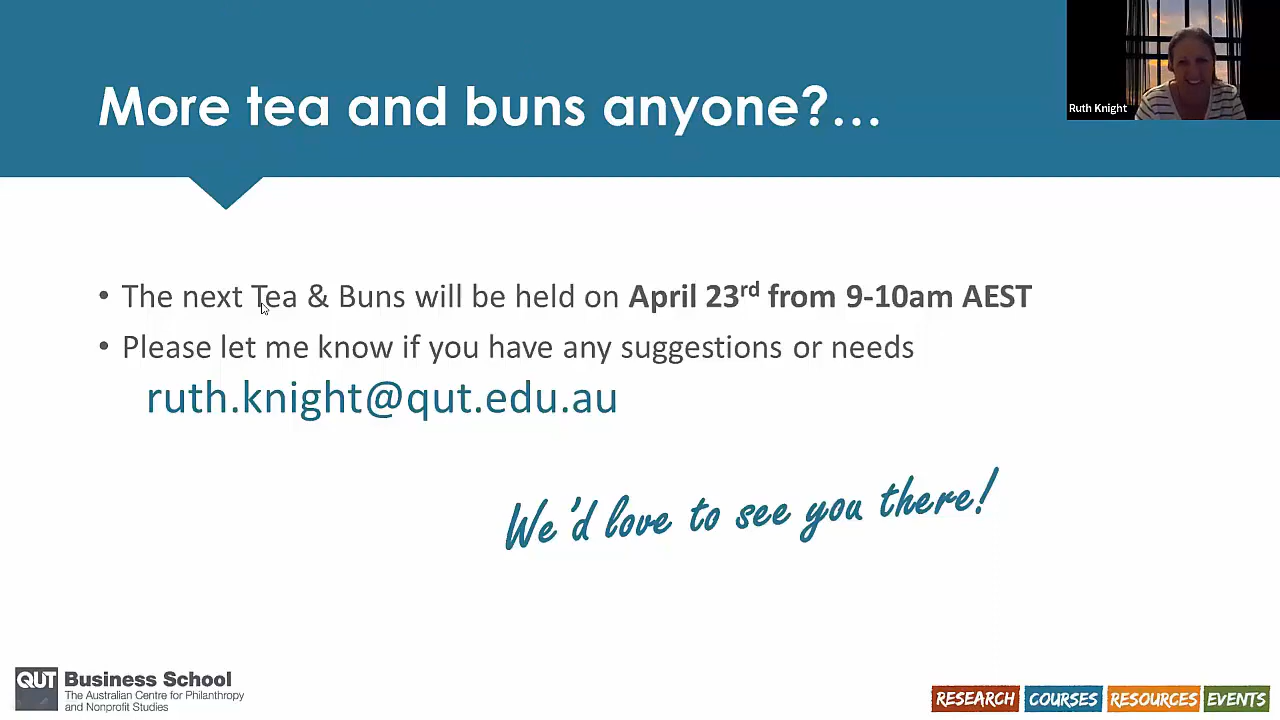 More tea and buns anyone?...
Ruth Knight
• The next Tea & Buns will be held on April 23rd from 9-10am AEST
• Please let me know if you have any suggestions or needs
ruth.knight@qut.edu.au
We'd love to see you there!
QUT Business School
The Australian Centre for Philanthropy
and Nonprofit Studies
RESEARCH COURSES RESOURCES EVENTS